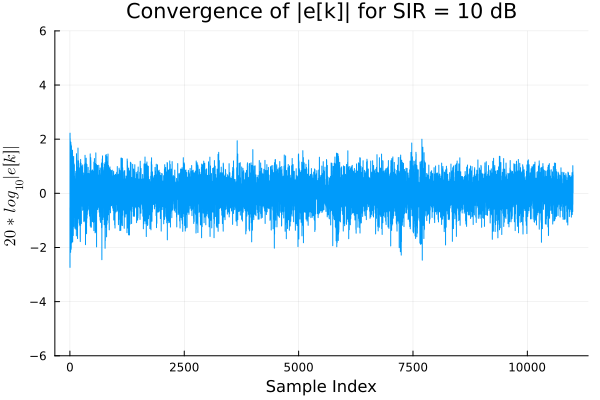 Convergence of |e[k]| for SIR = 10 dB
6
4
2
0
−2
−4
−6
20 * log₁₀|e[k]|
0 2500 5000 7500 10000
Sample Index